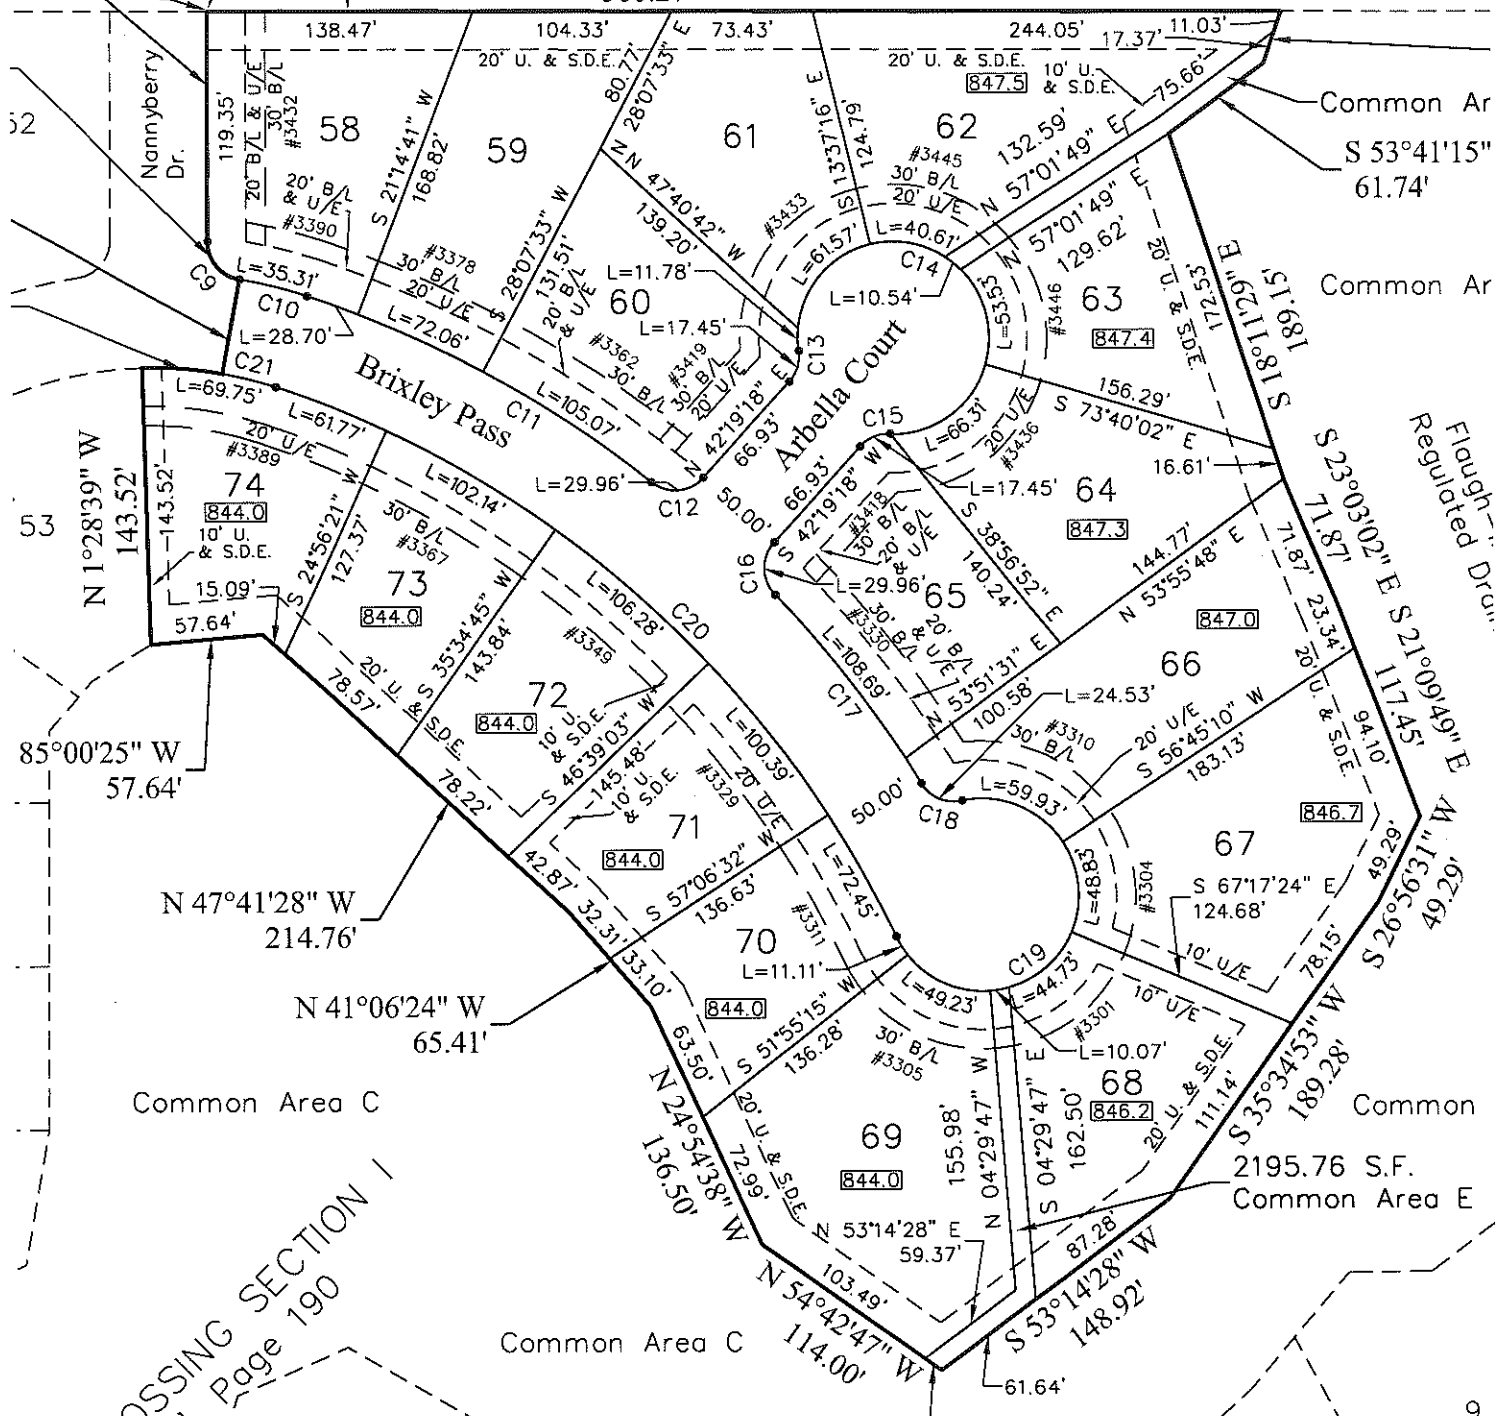 138.47'
104.33'
73.43'
244.05'
11.03'
17.37'
20' U. & S.D.E.
20' U. & S.D.E.
847.5
10' U.
& S.D.E.
75.66'
Common Ar
S 53°41'15"
61.74'
Nannyberry
Dr.
119.35'
20' B/L & U/E
30' B/L
#3432
58
59
61
62
80.77'
N 28°07'33" E
S 13°37'16" E
124.79'
132.59'
N 57°01'49" E
N 57°01'49" E
129.62'
S 21°14'41" W
168.82'
20' B/L
& U/E
#3390
#3445
30' B/L
20' U/E
N 47°40'42" W
139.20'
#3433
L=61.57'
L=40.61'
C14
L=10.54'
S 28°07'33" W
131.51'
20' B/L
& U/E
#3378
30' B/L
20' U/E
60
L=11.78'
L=17.45'
C13
L=53.53'
#3446
63
847.4
20' U. & S.D.E.
172.53'
S 18°11'29" E
189.15'
Common Ar
C9
L=35.31'
C10
L=28.70'
L=72.06'
#3362
30' B/L
#3419
30' B/L
20' U/E
Arbella Court
Brixley Pass
C11
L=105.07'
N 42°19'18" E
66.93'
C15
L=66.31'
156.29'
S 73°40'02" E
16.61'
20' U/E
#3436
C21
L=69.75'
L=61.77'
N 1°28'39" W
143.52'
143.52'
20' U/E
#3389
74
844.0
10' U.
& S.D.E.
53
L=102.14'
L=29.96'
C12
50.00'
66.93'
S 42°19'18" W
L=17.45'
64
847.3
S 23°03'02" E
71.87'
71.87'
Regulated Drain
S 24°56'21" W
127.37'
30' B/L
#3367
73
844.0
15.09'
57.64'
#3418
30' B/L
20' B/L
& U/E
S 38°56'52" E
140.24'
144.77'
N 53°55'48" E
C16
L=29.96'
65
847.0
23.34'
S 35°34'45" W
143.84'
L=106.28'
C20
#3349
30' B/L
#3330
20' B/L
& U/E
66
S 21°09'49" E
117.45'
20' U. & S.D.E.
78.57'
72
844.0
10' U.
& S.D.E.
L=108.69'
C17
N 53°51'31" E
100.58'
L=24.53'
#3310
30' B/L
20' U/E
S 56°45'10" W
183.13'
94.10'
20' U. & S.D.E.
85°00'25" W
57.64'
78.22'
S 46°39'03" W
145.48'
10' U.
& S.D.E.
#3329
20' U/E
L=100.39'
50.00'
C18
L=59.93'
846.7
71
844.0
67
49.29'
S 26°56'31" W
49.29'
42.87'
S 57°06'32" W
136.63'
L=72.45'
L=48.83'
#3304
S 67°17'24" E
124.68'
N 47°41'28" W
214.76'
32.31'
70
#3311
L=11.11'
C19
10' U/E
78.15'
N 41°06'24" W
65.41'
33.10'
844.0
L=49.23'
L=44.73'
10' U/E
63.50'
S 51°55'15" W
136.28'
30' B/L
#3305
#3301
L=10.07'
S 35°34'53" W
189.28'
Common Area C
N 24°54'38" W
136.50'
20' U. & S.D.E.
72.99'
69
844.0
N 04°29'47" W
155.98'
S 04°29'47" E
162.50'
68
846.2
20' U. & S.D.E.
111.14'
Common
2195.76 S.F.
Common Area E
N 53°14'28" E
59.37'
87.28'
103.49'
N 54°42'47" W
114.00'
S 53°14'28" W
148.92'
61.64'
Common Area C
OSSING SECTION I
Page 190